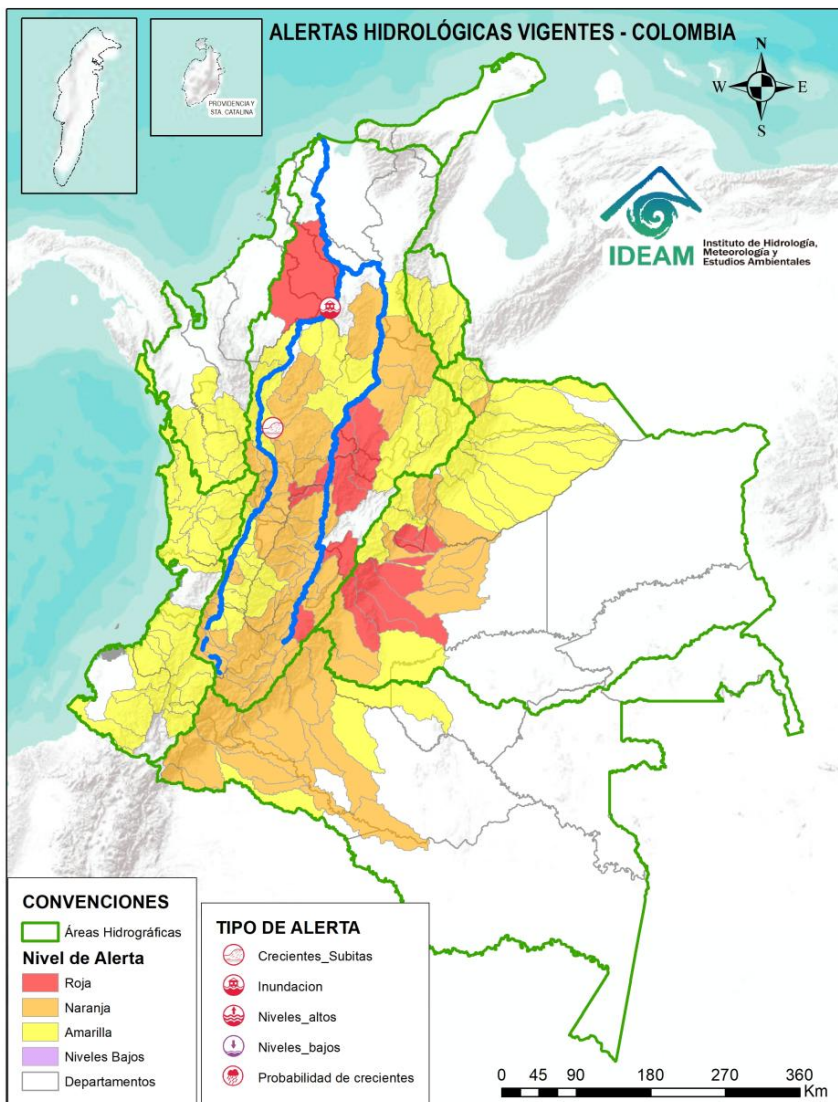 ALERTAS HIDROLÓGICAS VIGENTES - COLOMBIA
PROVIDENCIA Y
STA. CATALINA
N
W
E
S
IDEAM
Instituto de Hidrología,
Meteorología y
Estudios Ambientales
CONVENCIONES
Áreas Hidrográficas
Nivel de Alerta
Roja
Naranja
Amarilla
Niveles Bajos
Departamentos
TIPO DE ALERTA
Crecientes_Subitas
Inundacion
Niveles_altos
Niveles_bajos
Probabilidad de crecientes
0 45 90 180 270 360
Km